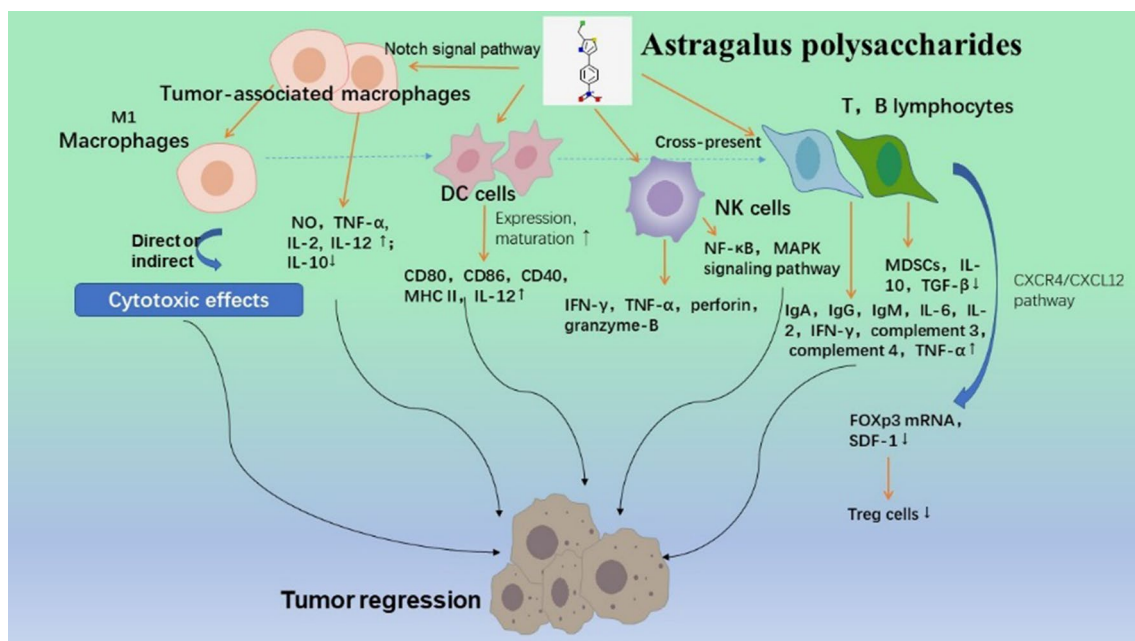 Astragalus polysaccharides
Notch signal pathway
Tumor-associated macrophages
M1
Macrophages
T, B lymphocytes
Cross-present
DC cells
NK cells
Expression,
maturation ↑
NO, TNF-α,
IL-2, IL-12 ↑;
IL-10↓
Direct or
indirect
Cytotoxic effects
CD80, CD86, CD40,
MHC II, IL-12↑
NF-κB, MAPK
signaling pathway
IFN-γ, TNF-α, perforin,
granzyme-B
MDSCs, IL-
10, TGF-β↓
IgA, IgG, IgM, IL-6, IL-
2, IFN-γ, complement 3,
complement 4, TNF-α↑
CXCR4/CXCL12
pathway
FOXp3 mRNA,
SDF-1↓
Treg cells ↓
Tumor regression